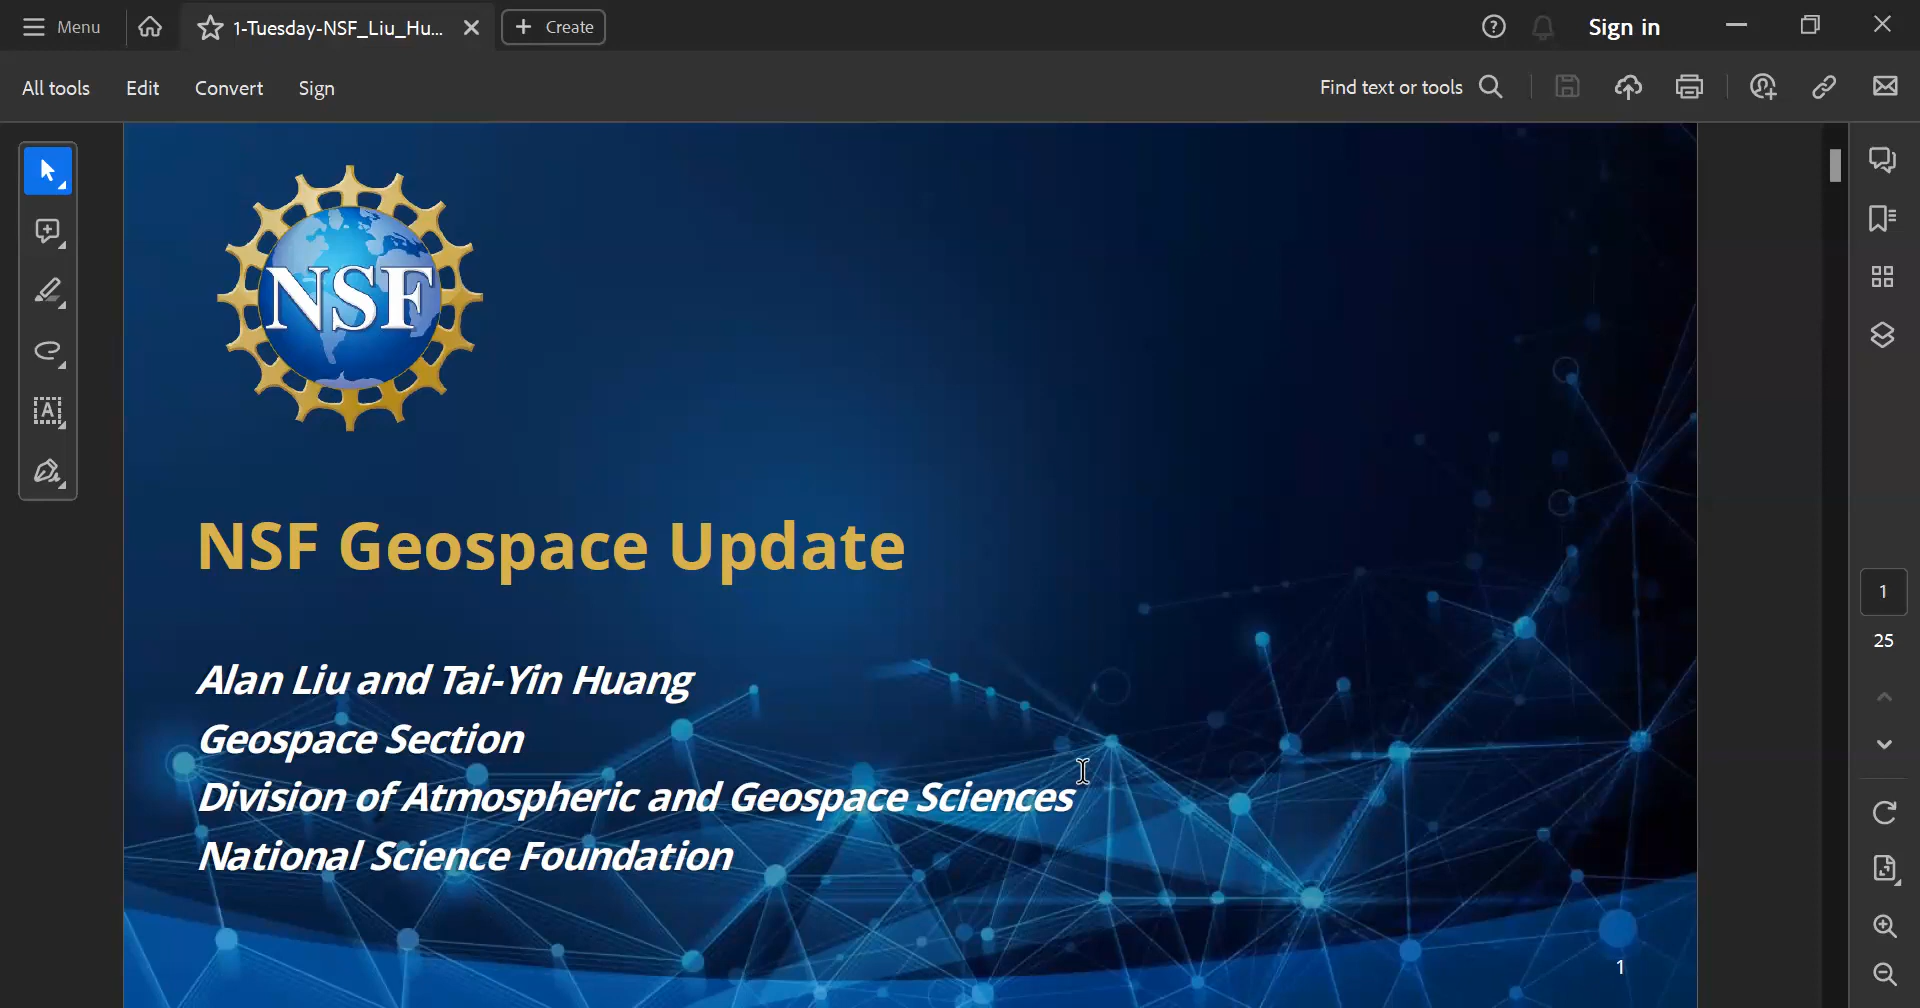 Menu
1-Tuesday-NSF_Liu_Hu...
Create
Sign in
All tools
Edit
Convert
Sign
Find text or tools
NSF
NSF Geospace Update
Alan Liu and Tai-Yin Huang
Geospace Section
Division of Atmospheric and Geospace Sciences
National Science Foundation
1
1
25